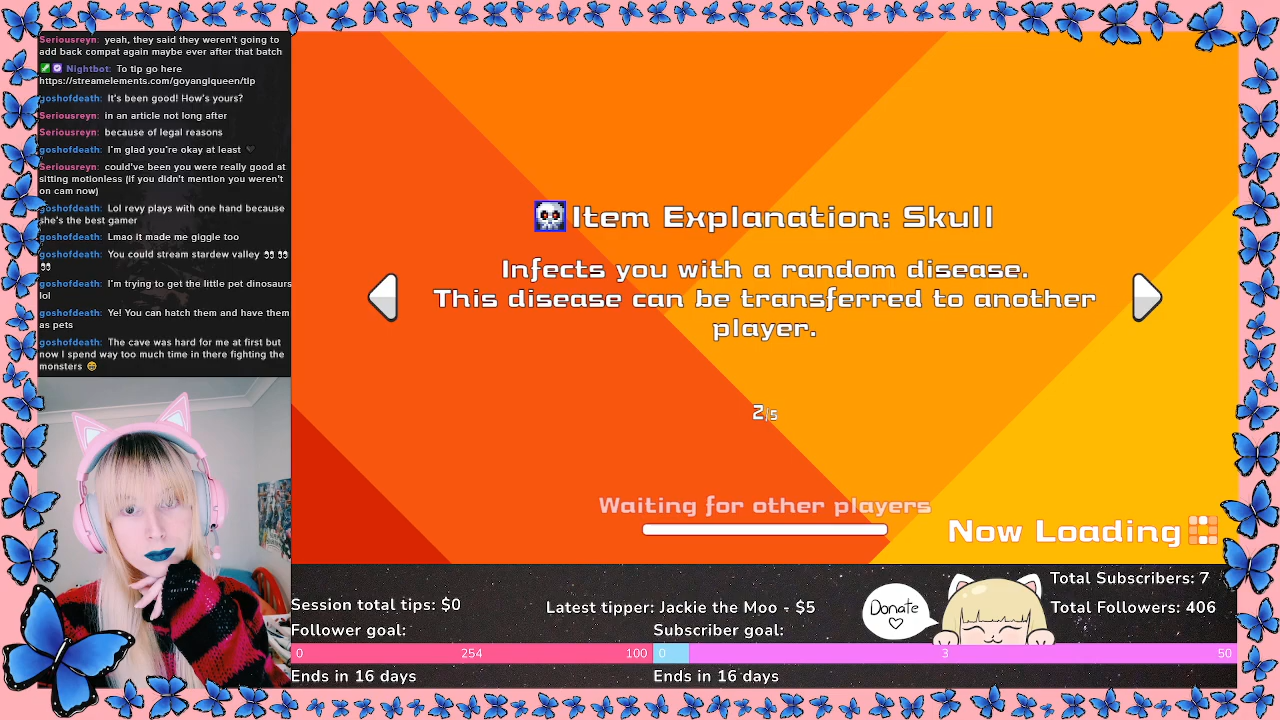 Seriousreyn: yeah, they said they weren't going to
add back compat again maybe ever after that batch
Nightbot: To tip go here
https://streamelements.com/goyangiqueen/tip
goshofdeath: It's been good! How's yours?
Seriousreyn: in an article not long after
Seriousreyn: because of legal reasons
goshofdeath: I'm glad you're okay at least 🖤
Seriousreyn: could've been you were really good at
sitting motionless (if you didn't mention you weren't
on cam now)
goshofdeath: Lol revy plays with one hand because
she's the best gamer
goshofdeath: Lmao it made me giggle too
goshofdeath: You could stream stardew valley 👀 👀
👀
goshofdeath: I'm trying to get the little pet dinosaurs
lol
goshofdeath: Ye! You can hatch them and have them
as pets
goshofdeath: The cave was hard for me at first but
now I spend way too much time in there fighting the
monsters 😅
Item Explanation: Skull
Infects you with a random disease.
This disease can be transferred to another
player.
2/5
Waiting for other players
Now Loading
Session total tips: $0
Latest tipper: Jackie the Moo - $5
Donate
Total Subscribers: 7
Total Followers: 406
Follower goal:
Subscriber goal:
0 254 100
0 3 50
Ends in 16 days
Ends in 16 days